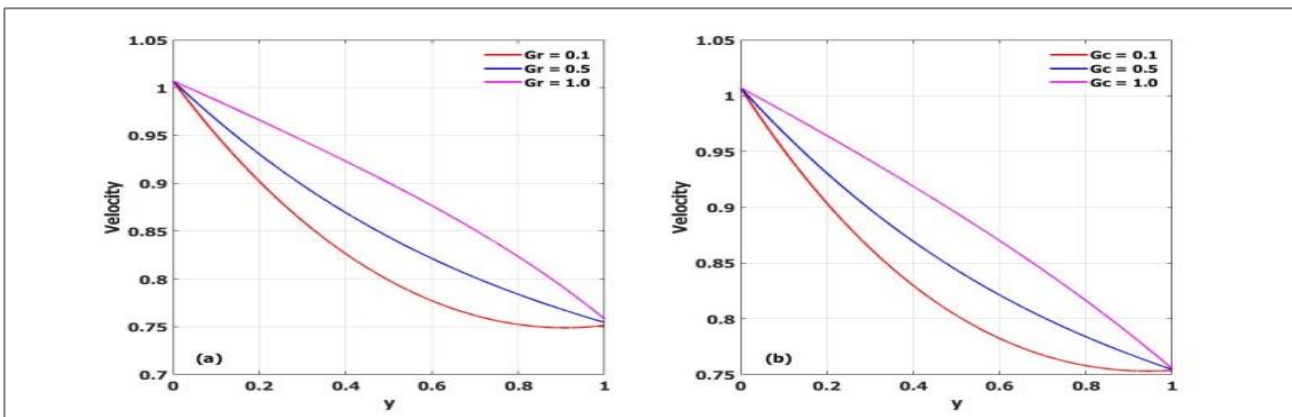 1.05
Gr = 0.1
Gr = 0.5
Gr = 1.0
1
0.95
0.9
0.85
0.8
0.75
0.7
Velocity
(a)
0 0.2 0.4 0.6 0.8 1
y
1.05
Gc = 0.1
Gc = 0.5
Gc = 1.0
1
0.95
0.9
0.85
0.8
0.75
Velocity
(b)
0 0.2 0.4 0.6 0.8 1
y